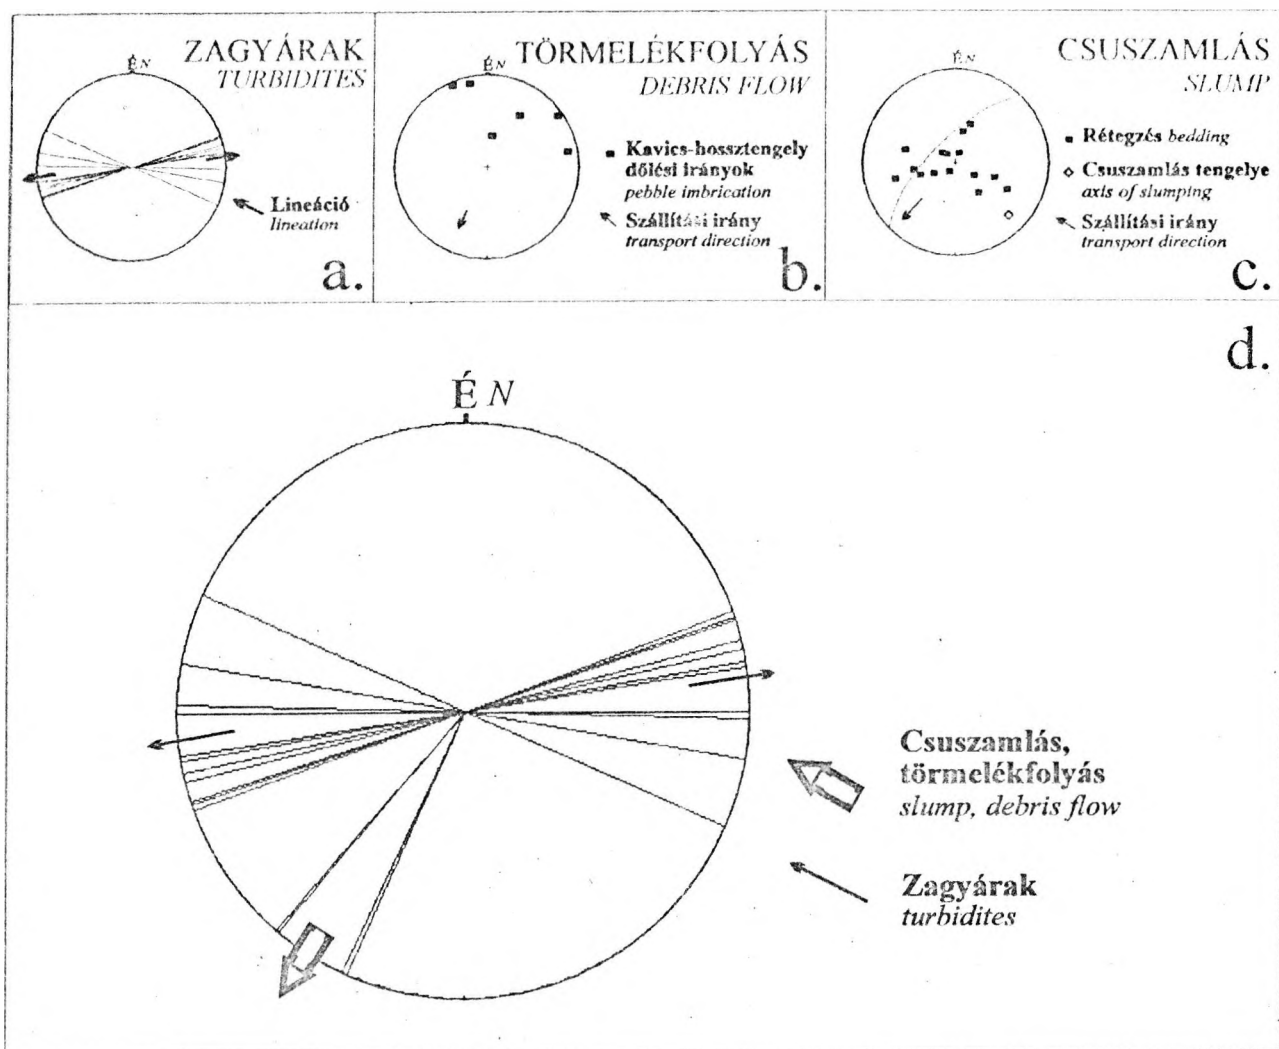 ZAGYÁRAK
TURBIDITES
ÉN
Lineáció
lineation
a.
TÖRMELÉKFOLYÁS
DEBRIS FLOW
ÉN
Kavics-hossztengely
dőlési irányok
pebble imbrication
Szállítási irány
transport direction
b.
CSUSZAMLÁS
SLUMP
ÉN
Rétegzés bedding
Csuszamlás tengelye
axis of slumping
Szállítási irány
transport direction
c.
d.
É N
Csuszamlás,
törmelékfolyás
slump, debris flow
Zagyárak
turbidites